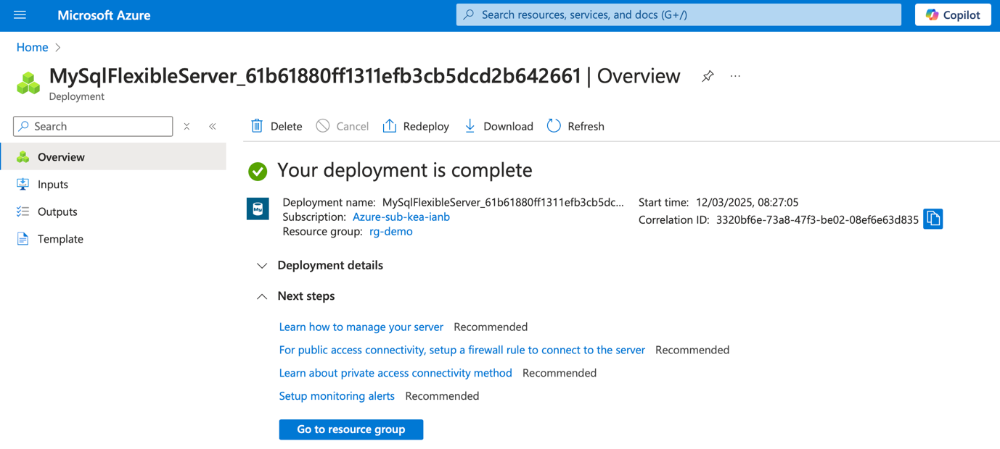 Microsoft Azure
Search resources, services, and docs (G+/)
Copilot
Home
MySqlFlexibleServer_61b61880ff1311efb3cb5dcd2b642661 | Overview
Deployment
Search
Delete
Cancel
Redeploy
Download
Refresh
Overview
Inputs
Outputs
Template
Your deployment is complete
My
Deployment name: MySqlFlexibleServer_61b61880ff1311efb3cb5dc...
Subscription: Azure-sub-kea-ianb
Resource group: rg-demo
Start time: 12/03/2025, 08:27:05
Correlation ID: 3320bf6e-73a8-47f3-be02-08ef6e63d835
Deployment details
Next steps
Learn how to manage your server Recommended
For public access connectivity, setup a firewall rule to connect to the server Recommended
Learn about private access connectivity method Recommended
Setup monitoring alerts Recommended
Go to resource group